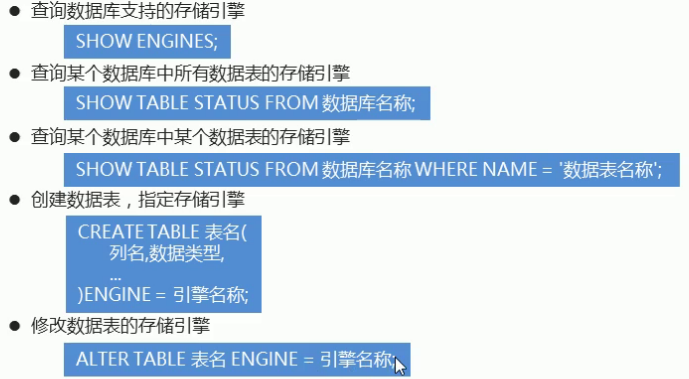 ● 查询数据库支持的存储引擎
SHOW ENGINES;
● 查询某个数据库中所有数据表的存储引擎
SHOW TABLE STATUS FROM 数据库名称;
● 查询某个数据库中某个数据表的存储引擎
SHOW TABLE STATUS FROM 数据库名称 WHERE NAME = '数据表名称';
● 创建数据表，指定存储引擎
CREATE TABLE 表名(
列名,数据类型,
...
)ENGINE = 引擎名称;
● 修改数据表的存储引擎
ALTER TABLE 表名 ENGINE = 引擎名称;